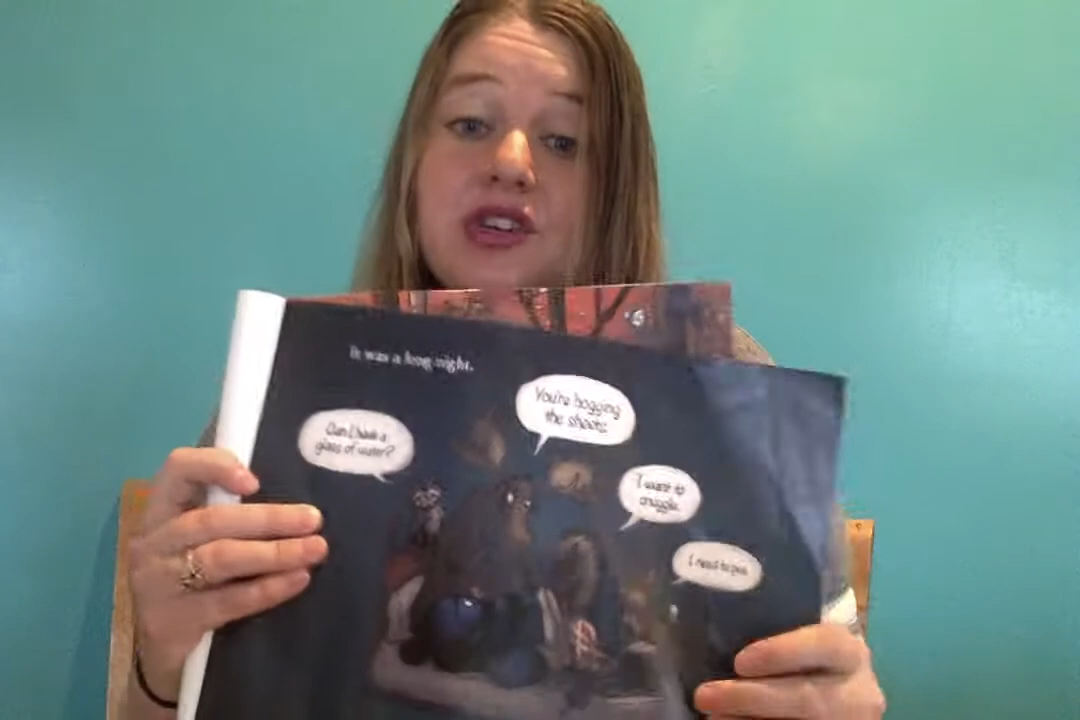 It was a long night.
You're hogging
the sheets.
Can I have a
glass of water?
I want to
snuggle.
I need to pee.